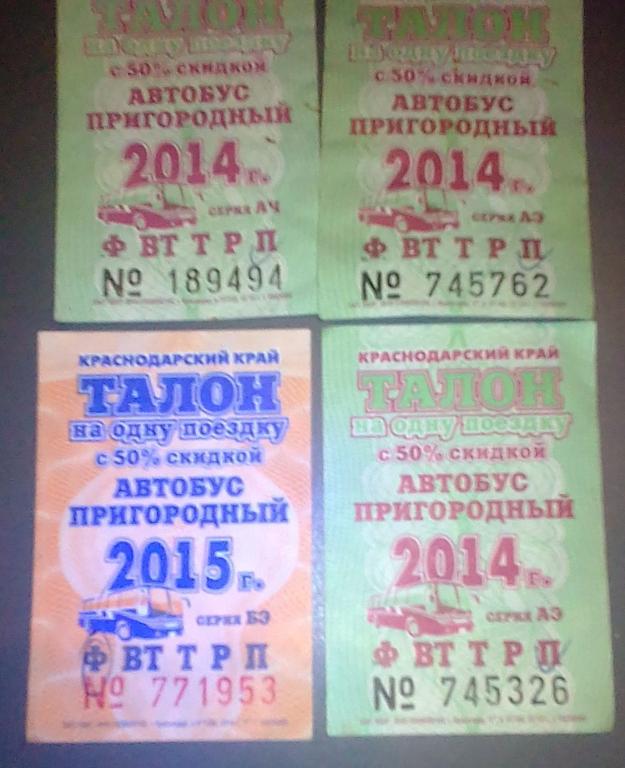 ТАЛОН
на одну поездку
с 50% скидкой
АВТОБУС
ПРИГОРОДНЫЙ
2014 г.
СЕРИЯ АЧ
Ф ВТ Т Р П
№ 189494
ТАЛОН
на одну поездку
с 50% скидкой
АВТОБУС
ПРИГОРОДНЫЙ
2014 г.
СЕРИЯ АЭ
Ф ВТ Т Р П
№ 745762
КРАСНОДАРСКИЙ КРАЙ
ТАЛОН
на одну поездку
с 50% скидкой
АВТОБУС
ПРИГОРОДНЫЙ
2015 г.
СЕРИЯ БЭ
Ф ВТ Т Р П
№ 771953
КРАСНОДАРСКИЙ КРАЙ
ТАЛОН
на одну поездку
с 50% скидкой
АВТОБУС
ПРИГОРОДНЫЙ
2014 г.
СЕРИЯ АЭ
Ф ВТ Т Р П
№ 745326